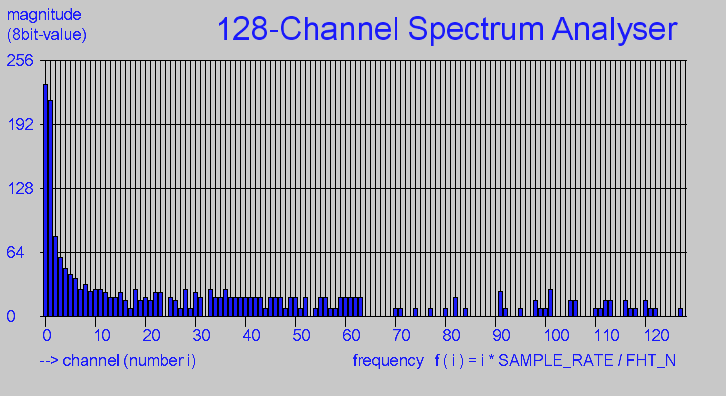 magnitude
(8bit-value)
128-Channel Spectrum Analyser
256
192
128
64
0
0 10 20 30 40 50 60 70 80 90 100 110 120
--> channel (number i) frequency f ( i ) = i * SAMPLE_RATE / FHT_N